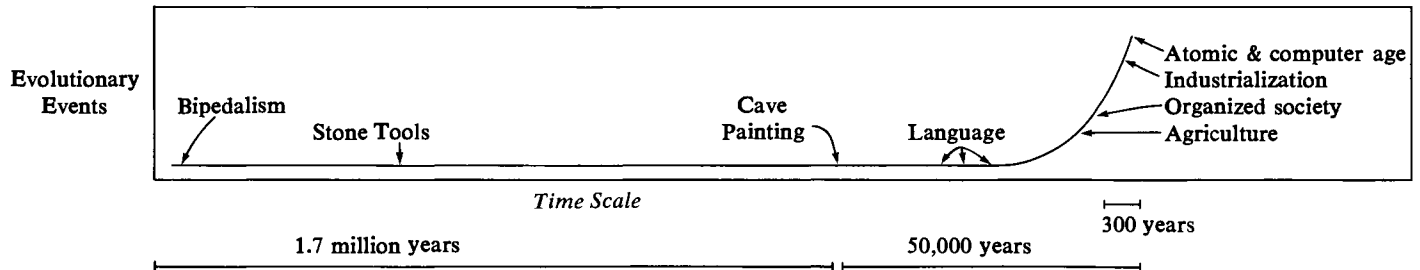 Evolutionary
Events
Bipedalism
Stone Tools
Cave
Painting
Language
Atomic & computer age
Industrialization
Organized society
Agriculture
Time Scale
300 years
1.7 million years
50,000 years